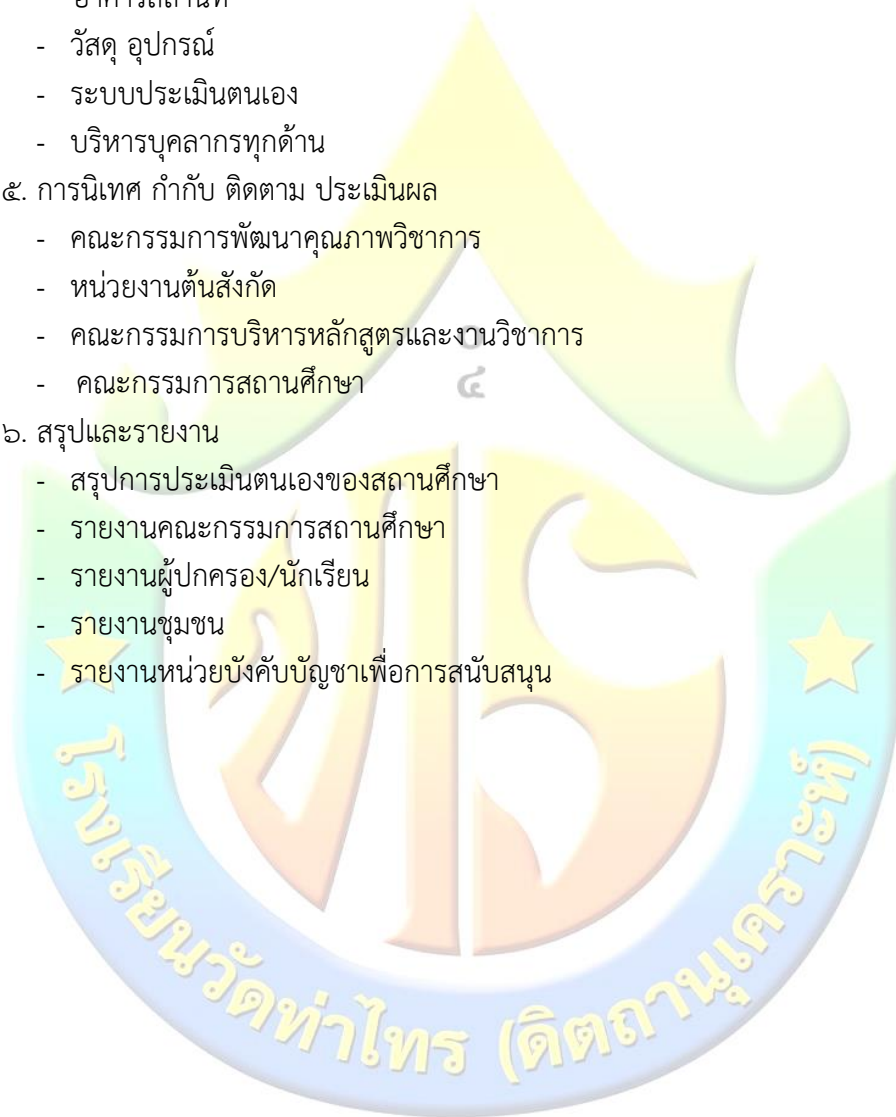 อาคารสถานที่
- วัสดุ อุปกรณ์
- ระบบประเมินตนเอง
- บริหารบุคลากรทุกด้าน
๕. การนิเทศ กำกับ ติดตาม ประเมินผล
- คณะกรรมการพัฒนาคุณภาพวิชาการ
- หน่วยงานต้นสังกัด
- คณะกรรมการบริหารหลักสูตรและงานวิชาการ
- คณะกรรมการสถานศึกษา
๖. สรุปและรายงาน
- สรุปการประเมินตนเองของสถานศึกษา
- รายงานคณะกรรมการสถานศึกษา
- รายงานผู้ปกครอง/นักเรียน
- รายงานชุมชน
- รายงานหน่วยบังคับบัญชาเพื่อการสนับสนุน
โรงเรียนวัดท่าไทร (ดิตถานุเคราะห์)